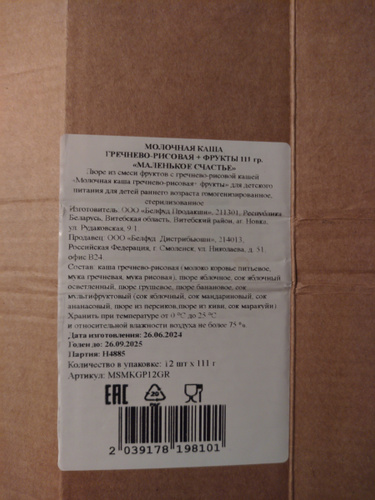 МОЛОЧНАЯ КАША
ГРЕЧНЕВО-РИСОВАЯ + ФРУКТЫ 111 гр.
«МАЛЕНЬКОЕ СЧАСТЬЕ»
Пюре из смеси фруктов с гречнево-рисовой кашей
«Молочная каша гречнево-рисовая+ фрукты» для детского
питания для детей раннего возраста гомогенизированное,
стерилизованное
Изготовитель: ООО «Белфуд Продакшн», 211301, Республика
Беларусь, Витебская область, Витебский район, аг. Новка,
ул. Рудаковская, 9.1
Продавец: ООО «Белфуд Дистрибьюшн», 214013,
Российская Федерация, г. Смоленск, ул. Николаева, д. 51,
офис В24
Состав: каша гречнево-рисовая (молоко коровье питьевое,
мука гречневая, мука рисовая), пюре яблочное, сок яблочный
осветленный, пюре грушевое, пюре банановое, сок
мультифруктовый (сок яблочный, сок мандариновый, сок
ананасовый, пюре из персиков,пюре из киви, сок маракуйи)
Хранить при температуре от 0 °С до 25 °С
и относительной влажности воздуха не более 75 %
Дата изготовления: 26.06.2024
Годен до: 26.09.2025
Партия: H4885
Количество в упаковке: 12 шт х 111 г
Артикул: MSMKGP12GR
EAC 20
2 039178 198101